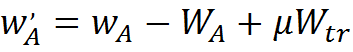 w'_A = w_A − W_A + μW_tr